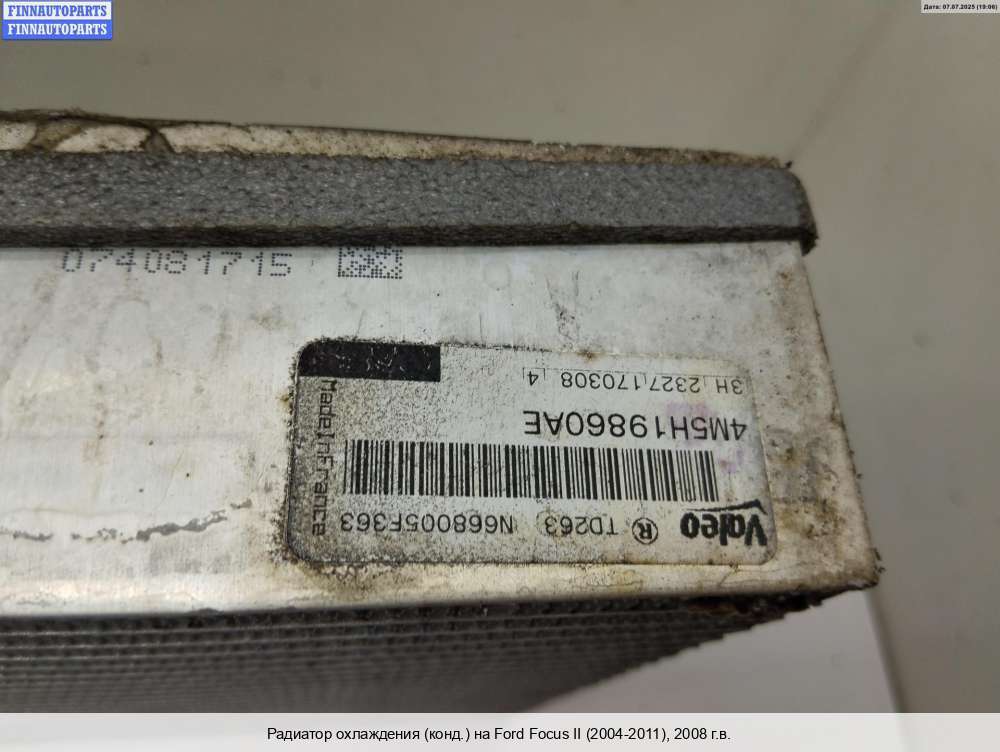 FINNAUTOPARTS
FINNAUTOPARTS
Дата: 07.07.2025 (19:06)
074081715
Valeo ® TD263 N668005F363
4M5H19860AE
3H 2327170308 4
Made In France
Радиатор охлаждения (конд.) на Ford Focus II (2004-2011), 2008 г.в.